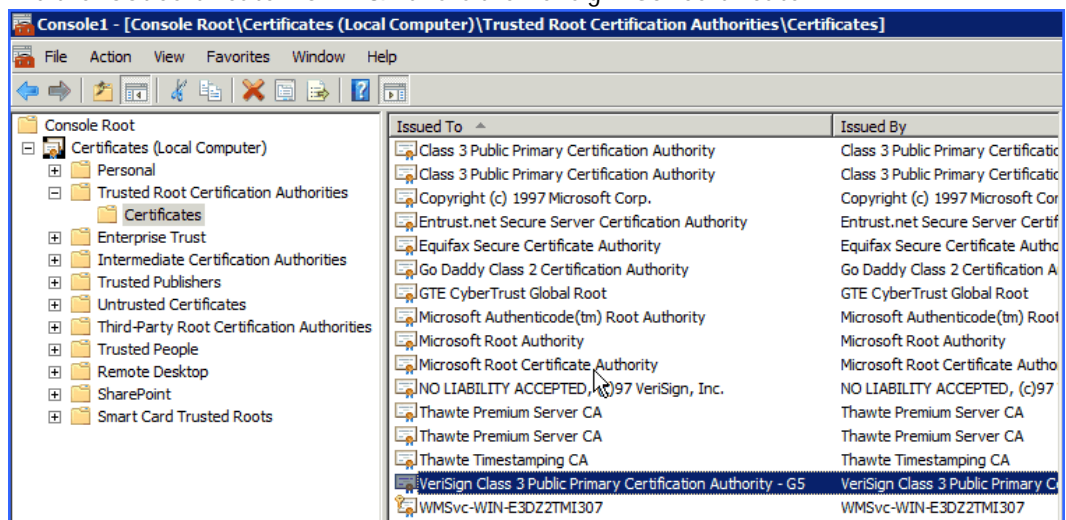 Console1 - [Console Root\Certificates (Local Computer)\Trusted Root Certification Authorities\Certificates]
File Action View Favorites Window Help
Console Root
Certificates (Local Computer)
Personal
Trusted Root Certification Authorities
Certificates
Enterprise Trust
Intermediate Certification Authorities
Trusted Publishers
Untrusted Certificates
Third-Party Root Certification Authorities
Trusted People
Remote Desktop
SharePoint
Smart Card Trusted Roots
Issued To Issued By
Class 3 Public Primary Certification Authority Class 3 Public Primary Certificatio
Class 3 Public Primary Certification Authority Class 3 Public Primary Certificatio
Copyright (c) 1997 Microsoft Corp. Copyright (c) 1997 Microsoft Cor
Entrust.net Secure Server Certification Authority Entrust.net Secure Server Certif
Equifax Secure Certificate Authority Equifax Secure Certificate Autho
Go Daddy Class 2 Certification Authority Go Daddy Class 2 Certification A
GTE CyberTrust Global Root GTE CyberTrust Global Root
Microsoft Authenticode(tm) Root Authority Microsoft Authenticode(tm) Root
Microsoft Root Authority Microsoft Root Authority
Microsoft Root Certificate Authority Microsoft Root Certificate Autho
NO LIABILITY ACCEPTED, (c)97 VeriSign, Inc. NO LIABILITY ACCEPTED, (c)97
Thawte Premium Server CA Thawte Premium Server CA
Thawte Premium Server CA Thawte Premium Server CA
Thawte Timestamping CA Thawte Timestamping CA
VeriSign Class 3 Public Primary Certification Authority - G5 VeriSign Class 3 Public Primary C
WMSvc-WIN-E3DZ2TMI307 WMSvc-WIN-E3DZ2TMI307